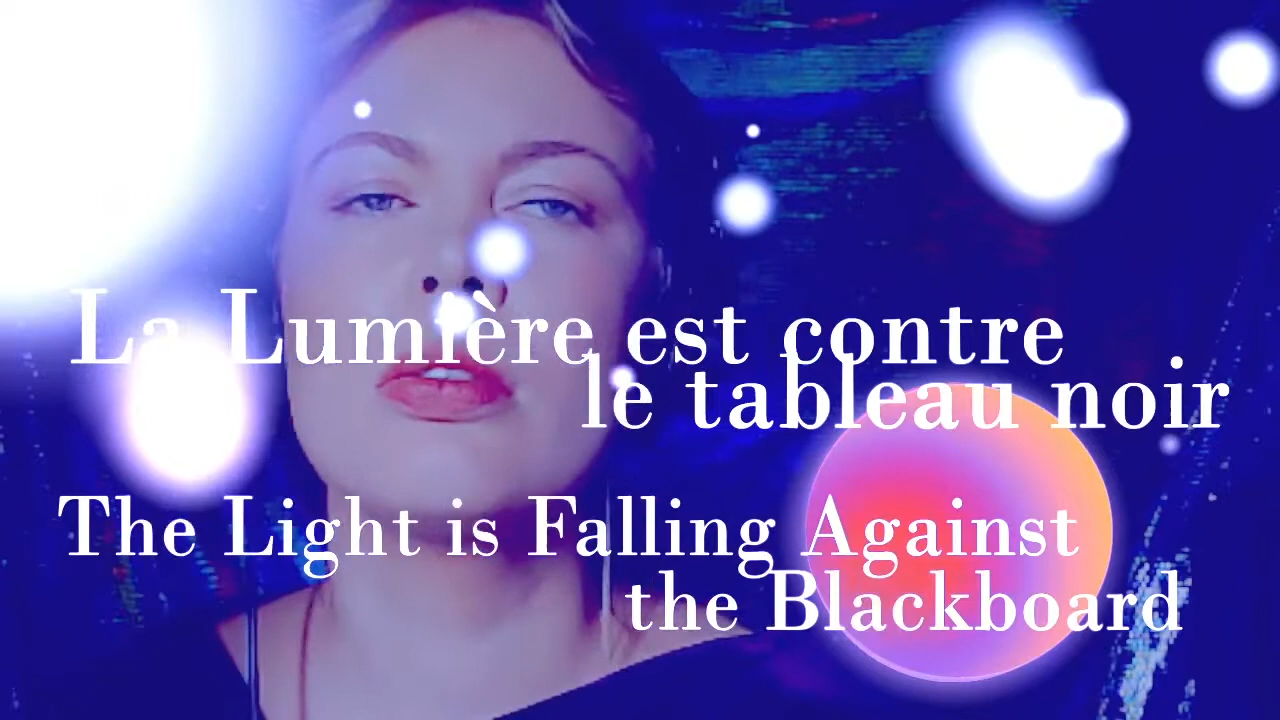 La Lumière est contre
le tableau noir
The Light is Falling Against
the Blackboard